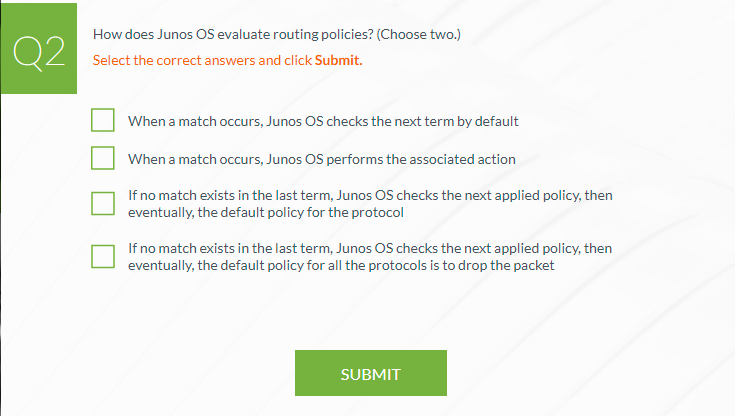 Q2
How does Junos OS evaluate routing policies? (Choose two.)
Select the correct answers and click Submit.
When a match occurs, Junos OS checks the next term by default
When a match occurs, Junos OS performs the associated action
If no match exists in the last term, Junos OS checks the next applied policy, then
eventually, the default policy for the protocol
If no match exists in the last term, Junos OS checks the next applied policy, then
eventually, the default policy for all the protocols is to drop the packet
SUBMIT